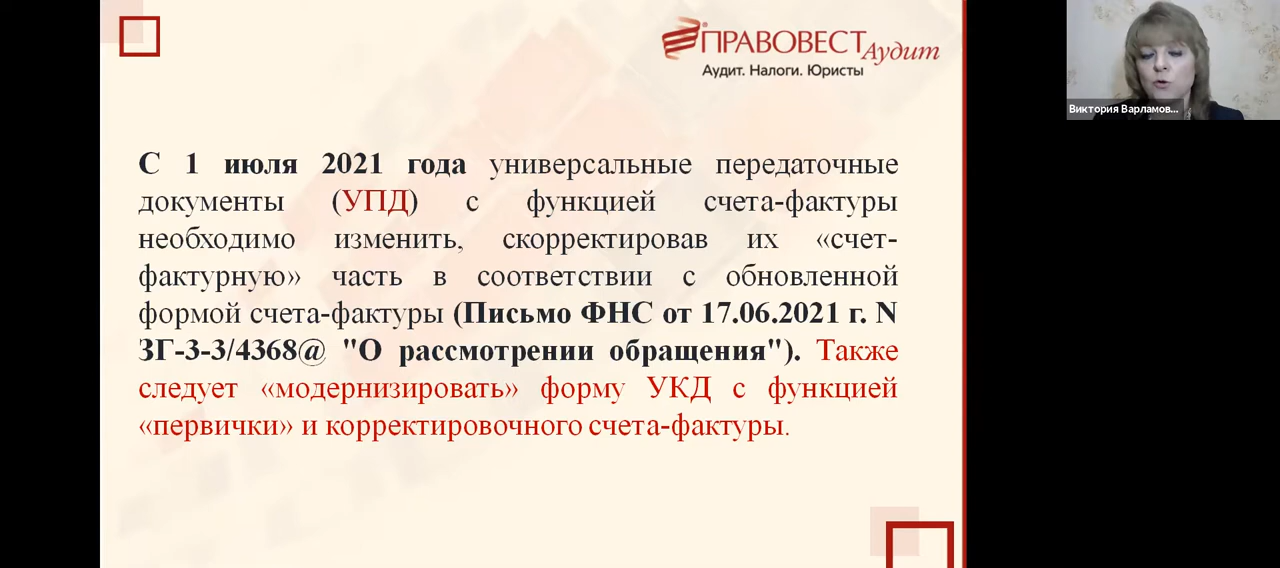 ПРАВОВЕСТ Аудит
Аудит. Налоги. Юристы
Виктория Варламов...
С 1 июля 2021 года универсальные передаточные
документы (УПД) с функцией счета-фактуры
необходимо изменить, скорректировав их «счет-
фактурную» часть в соответствии с обновленной
формой счета-фактуры (Письмо ФНС от 17.06.2021 г. N
ЗГ-3-3/4368@ "О рассмотрении обращения"). Также
следует «модернизировать» форму УКД с функцией
«первички» и корректировочного счета-фактуры.